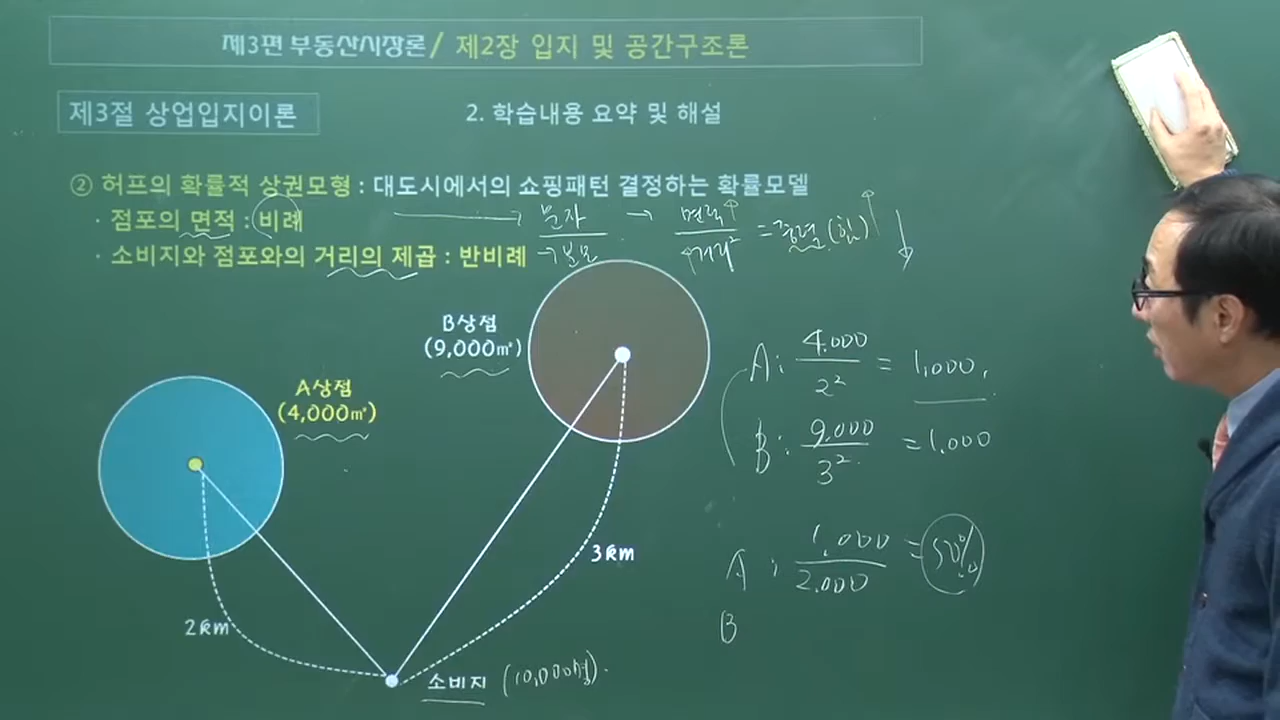 제3편 부동산시장론 / 제2장 입지 및 공간구조론
제3절 상업입지이론
2. 학습내용 요약 및 해설
② 허프의 확률적 상권모형 : 대도시에서의 쇼핑패턴 결정하는 확률모델
· 점포의 면적 : 비례
· 소비자와 점포와의 거리의 제곱 : 반비례
→ 분자
→ 분모
→ 면적↑
↑거리²
= 중력 (힘) ↑ ↓
B상점
(9,000㎡)
A상점
(4,000㎡)
A : 4,000
2²
= 1,000.
B : 9,000
3²
= 1,000
3km
A : 1,000
2,000
= 50%
B
2km
소비지 (10,000명).